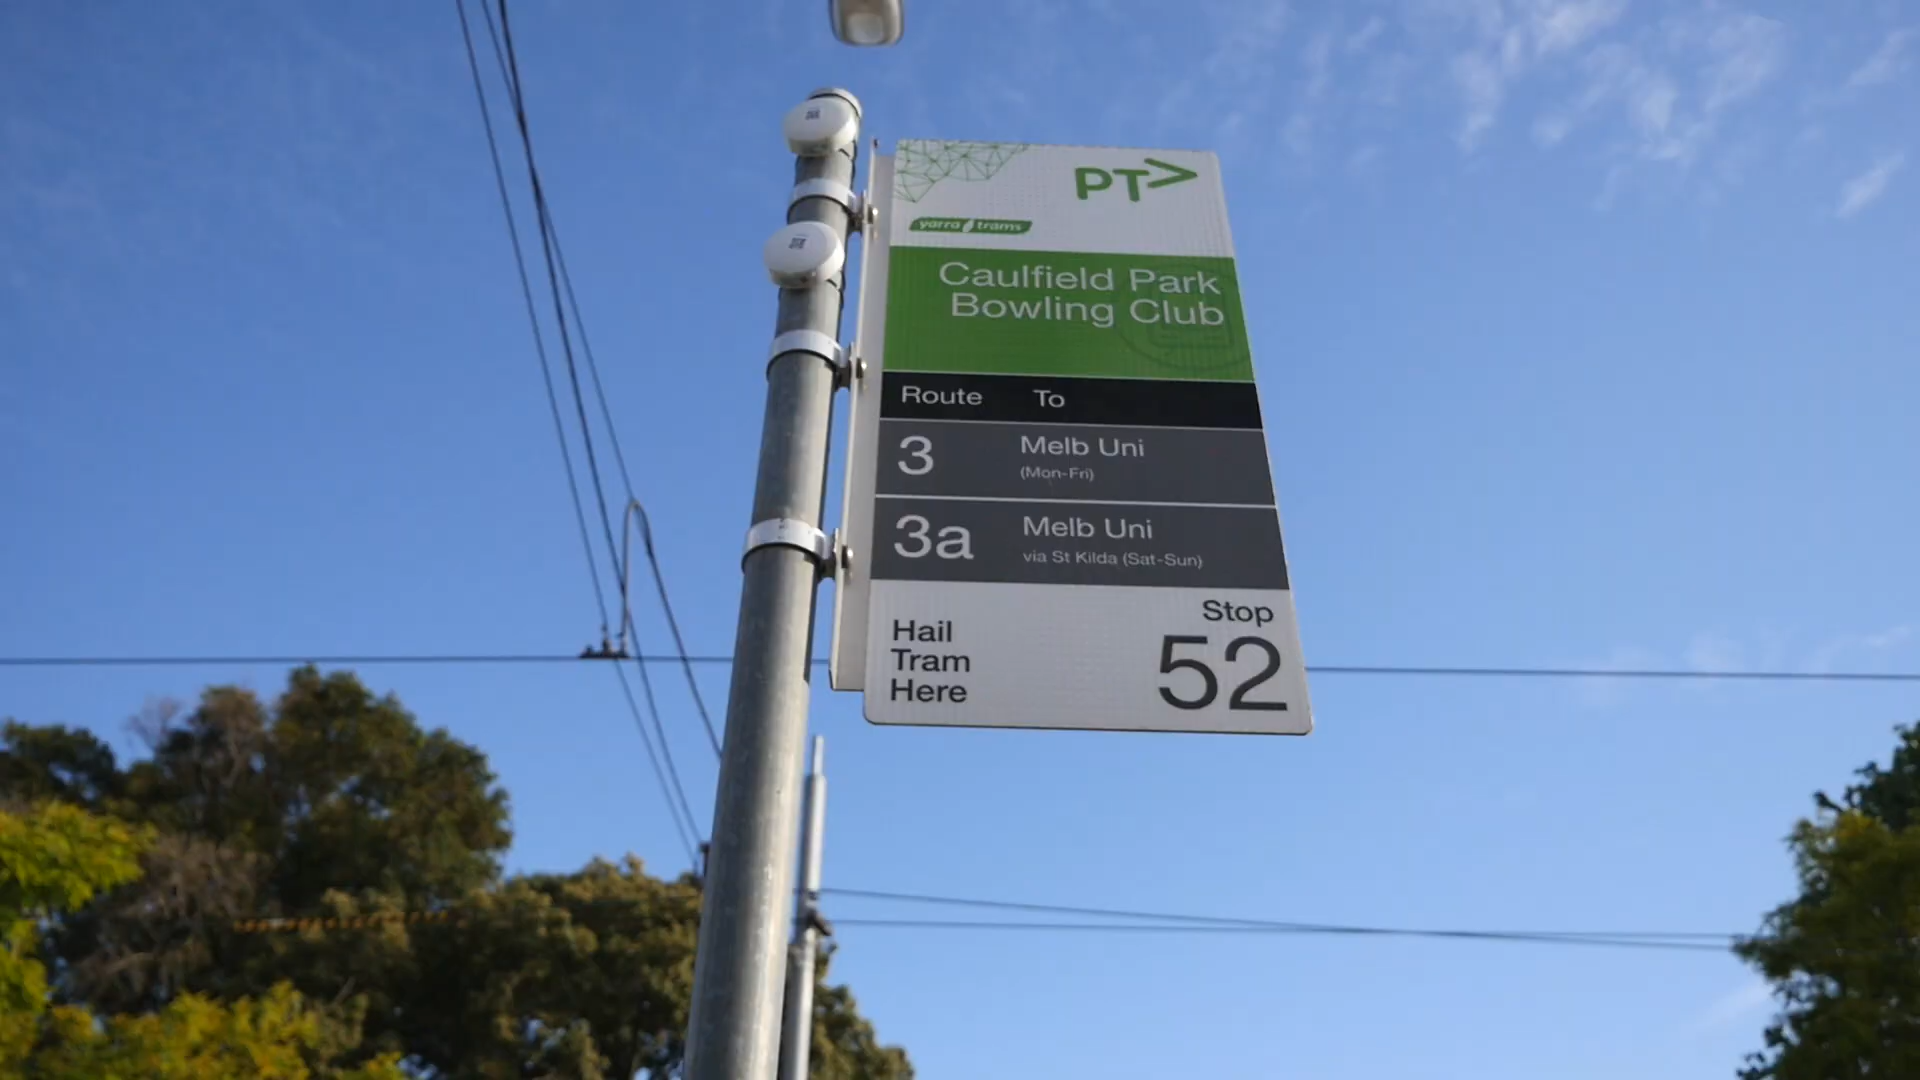 PT>
yarra trams
Caulfield Park
Bowling Club
Route To
3 Melb Uni
(Mon-Fri)
3a Melb Uni
via St Kilda (Sat-Sun)
Stop
52
Hail
Tram
Here